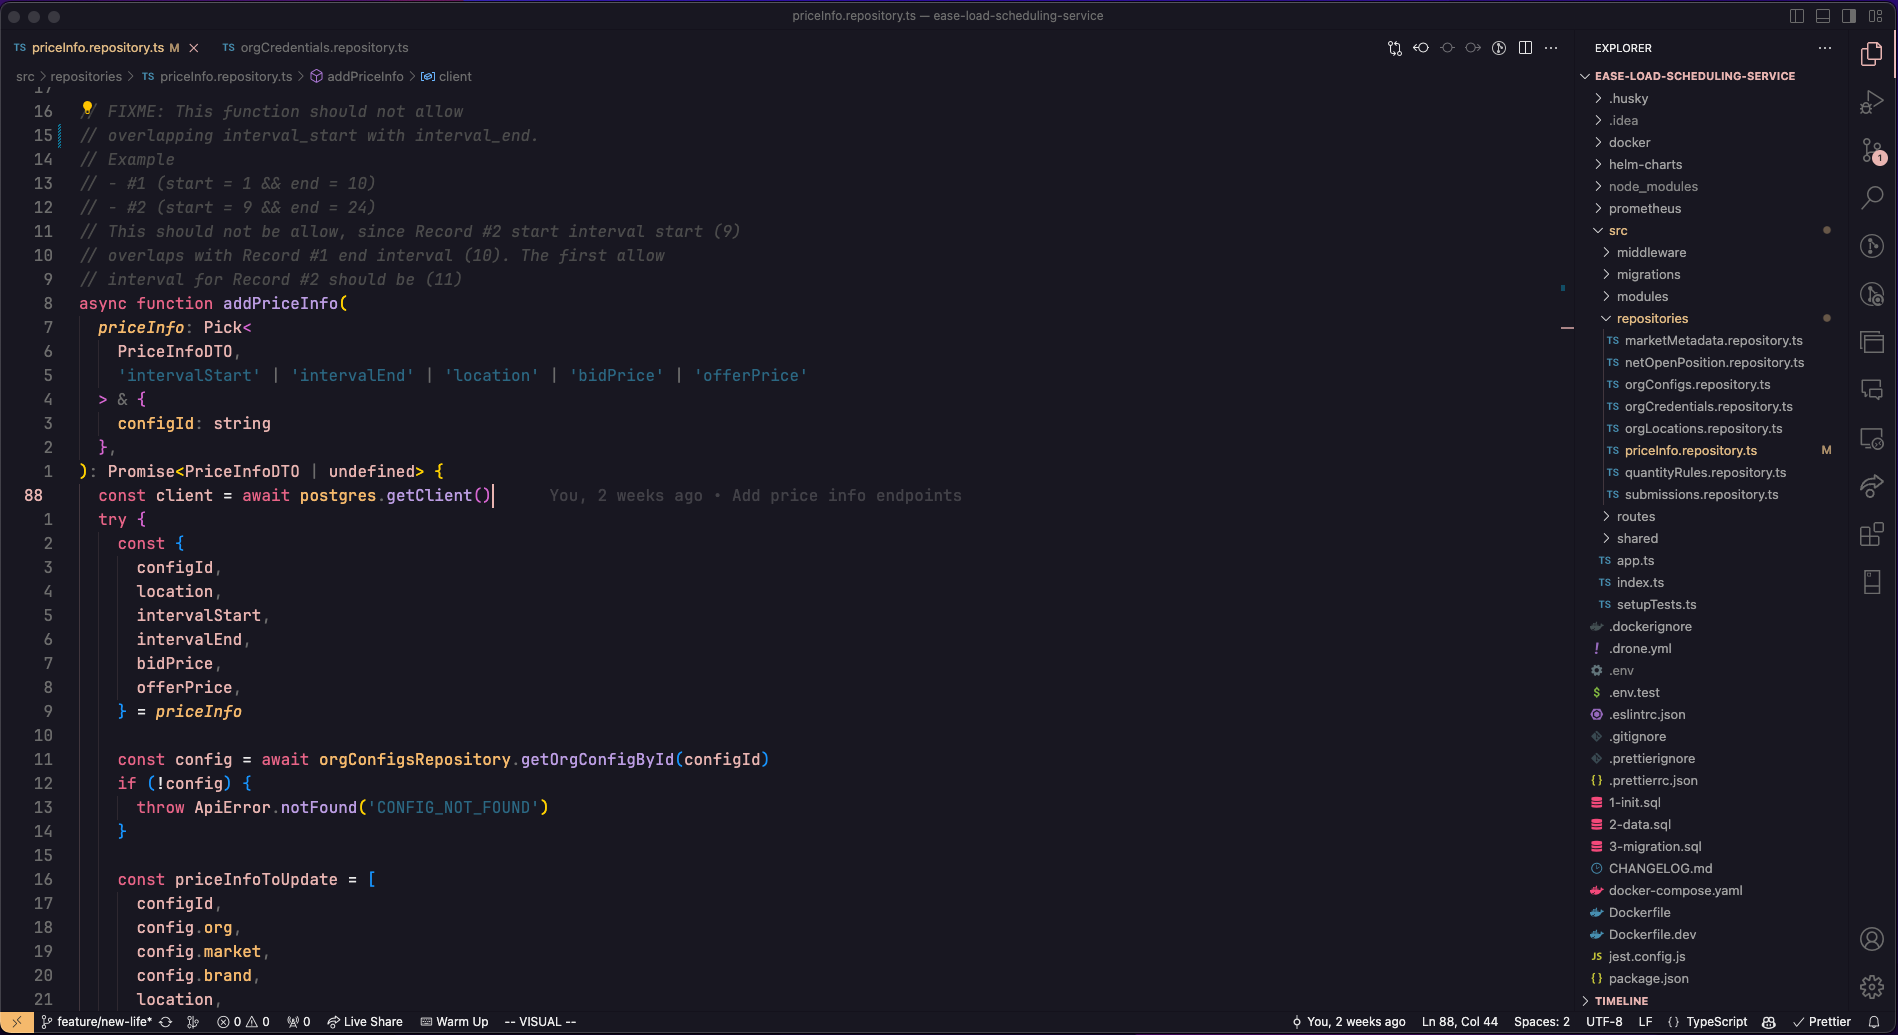 priceInfo.repository.ts — ease-load-scheduling-service
TS priceInfo.repository.ts M
TS orgCredentials.repository.ts
src > repositories > TS priceInfo.repository.ts > addPriceInfo > client
17
16 // FIXME: This function should not allow
15 // overlapping interval_start with interval_end.
14 // Example
13 // - #1 (start = 1 && end = 10)
12 // - #2 (start = 9 && end = 24)
11 // This should not be allow, since Record #2 start interval start (9)
10 // overlaps with Record #1 end interval (10). The first allow
9 // interval for Record #2 should be (11)
8 async function addPriceInfo(
7 priceInfo: Pick<
6 PriceInfoDTO,
5 'intervalStart' | 'intervalEnd' | 'location' | 'bidPrice' | 'offerPrice'
4 > & {
3 configId: string
2 },
1 ): Promise<PriceInfoDTO | undefined> {
88 const client = await postgres.getClient() You, 2 weeks ago • Add price info endpoints
1 try {
2 const {
3 configId,
4 location,
5 intervalStart,
6 intervalEnd,
7 bidPrice,
8 offerPrice,
9 } = priceInfo
10
11 const config = await orgConfigsRepository.getOrgConfigById(configId)
12 if (!config) {
13 throw ApiError.notFound('CONFIG_NOT_FOUND')
14 }
15
16 const priceInfoToUpdate = [
17 configId,
18 config.org,
19 config.market,
20 config.brand,
21 location,
EXPLORER
EASE-LOAD-SCHEDULING-SERVICE
.husky
.idea
docker
helm-charts
node_modules
prometheus
src
middleware
migrations
modules
repositories
TS marketMetadata.repository.ts
TS netOpenPosition.repository.ts
TS orgConfigs.repository.ts
TS orgCredentials.repository.ts
TS orgLocations.repository.ts
TS priceInfo.repository.ts M
TS quantityRules.repository.ts
TS submissions.repository.ts
routes
shared
TS app.ts
TS index.ts
TS setupTests.ts
.dockerignore
! .drone.yml
.env
$ .env.test
.eslintrc.json
.gitignore
.prettierignore
{} .prettierrc.json
1-init.sql
2-data.sql
3-migration.sql
CHANGELOG.md
docker-compose.yaml
Dockerfile
Dockerfile.dev
JS jest.config.js
{} package.json
TIMELINE
1
feature/new-life* 0 0 0 Live Share Warm Up -- VISUAL --
You, 2 weeks ago Ln 88, Col 44 Spaces: 2 UTF-8 LF {} TypeScript Prettier